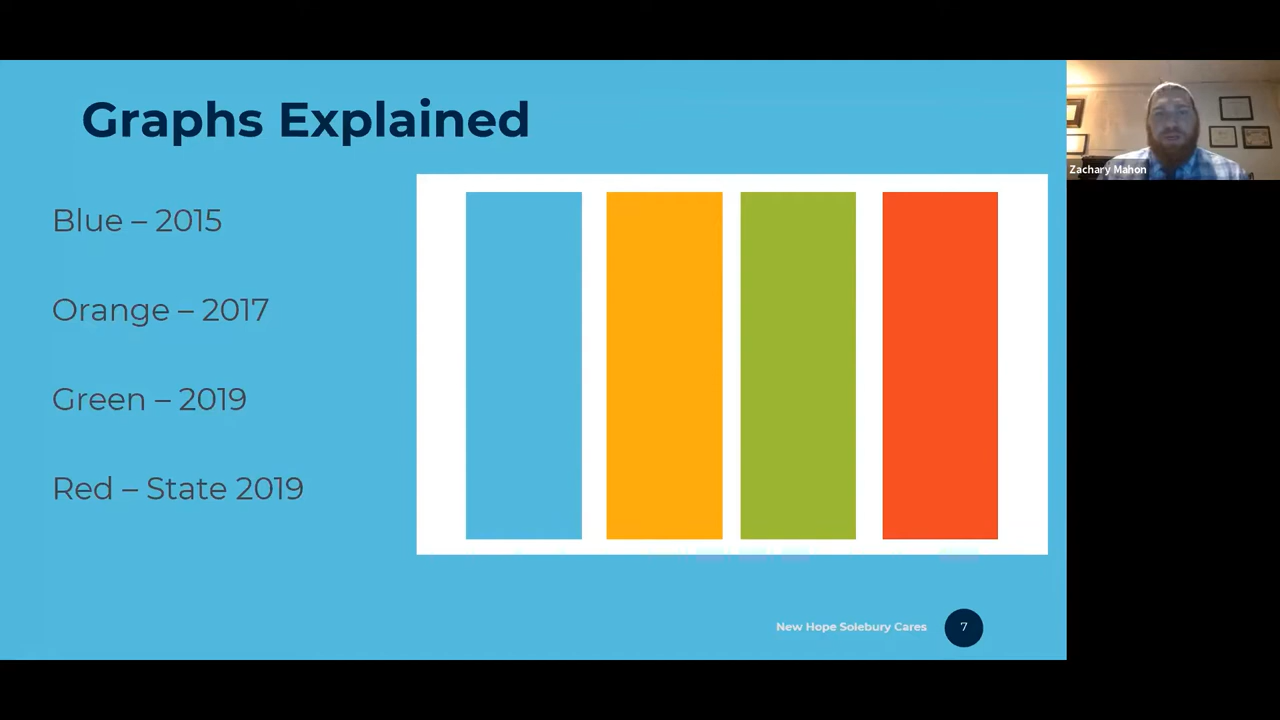 Graphs Explained
Blue – 2015
Orange – 2017
Green – 2019
Red – State 2019
New Hope Solebury Cares
7
Zachary Mahon